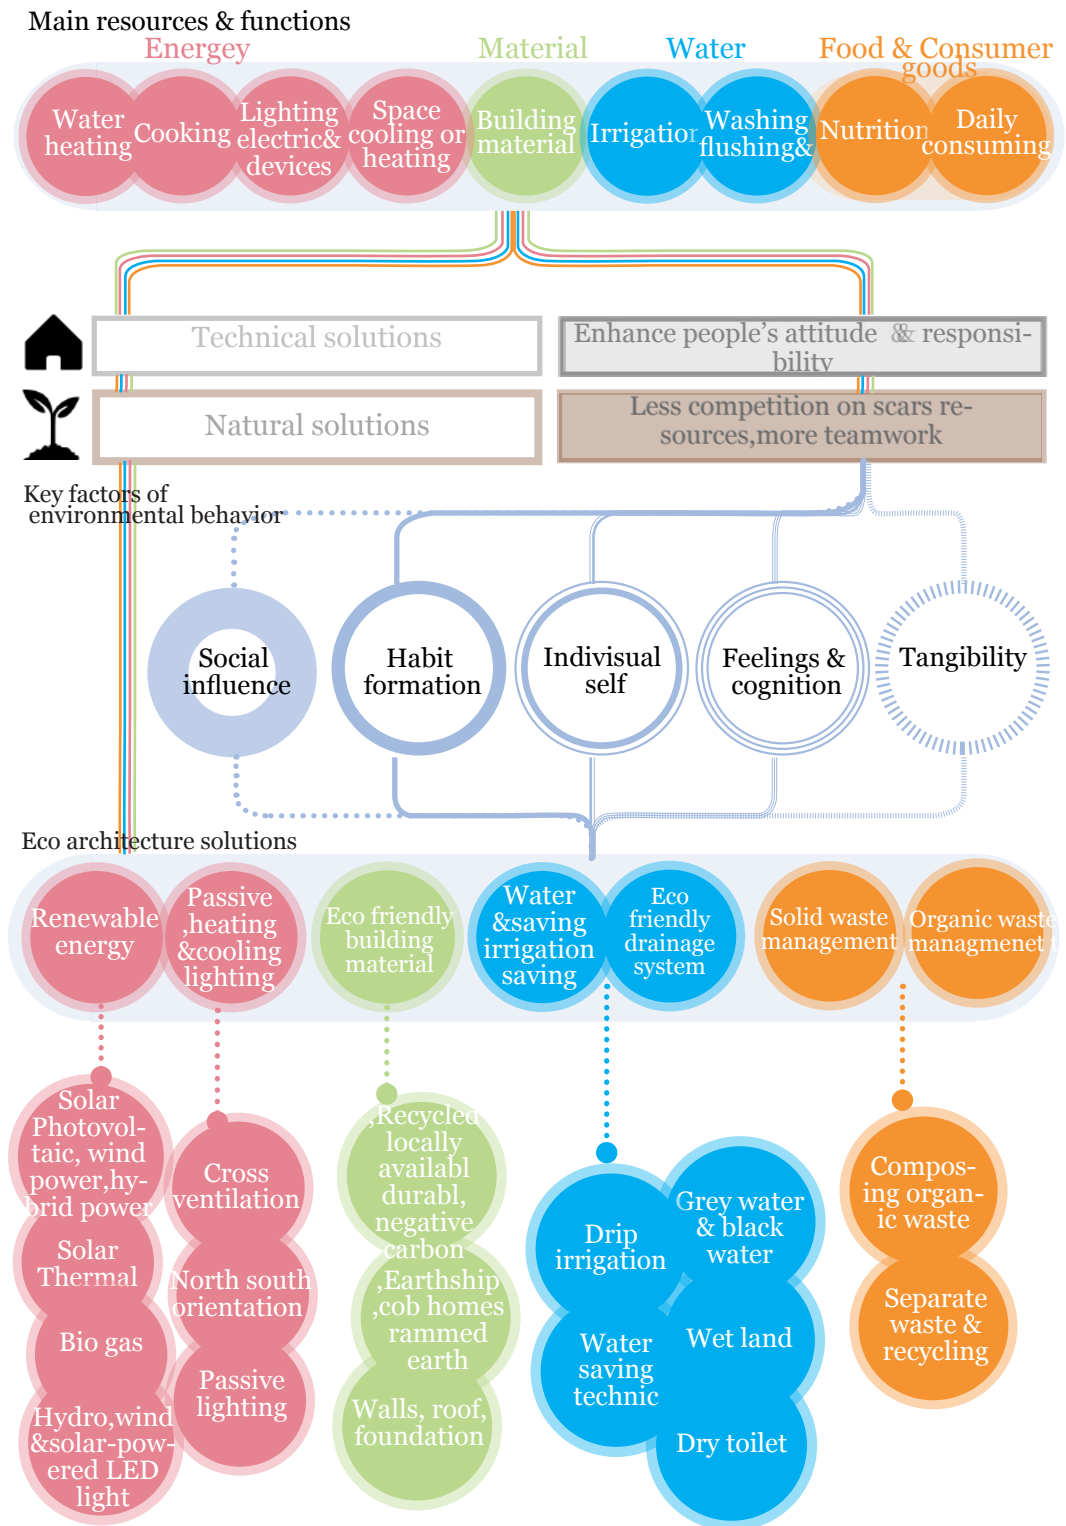 Main resources & functions
Energey
Material
Water
Food & Consumer
goods
Water
heating
Cooking
Lighting
electric&
devices
Space
cooling or
heating
Building
material
Irrigation
Washing
flushing&
Nutrition
Daily
consuming
Technical solutions
Enhance people's attitude & responsi-
bility
Natural solutions
Less competition on scars re-
sources,more teamwork
Key factors of
environmental behavior
Social
influence
Habit
formation
Indivisual
self
Feelings &
cognition
Tangibility
Eco architecture solutions
Renewable
energy
Passive
,heating
&cooling
lighting
Eco friendly
building
material
Water
&saving
irrigation
saving
Eco
friendly
drainage
system
Solid waste
management
Organic waste
managmenet t
Solar
Photovol-
taic, wind
power,hy-
brid power
Solar
Thermal
Bio gas
Hydro,wind
&solar-pow-
ered LED
light
Cross
ventilation
North south
orientation
Passive
lighting
,Recycled
locally
availabl
durabl,
negative
carbon
,Earthship
,cob homes
rammed
earth
Walls, roof,
foundation
Drip
irrigation
Water
saving
technic
Grey water
& black
water
Wet land
Dry toilet
Compos-
ing organ-
ic waste
Separate
waste &
recycling